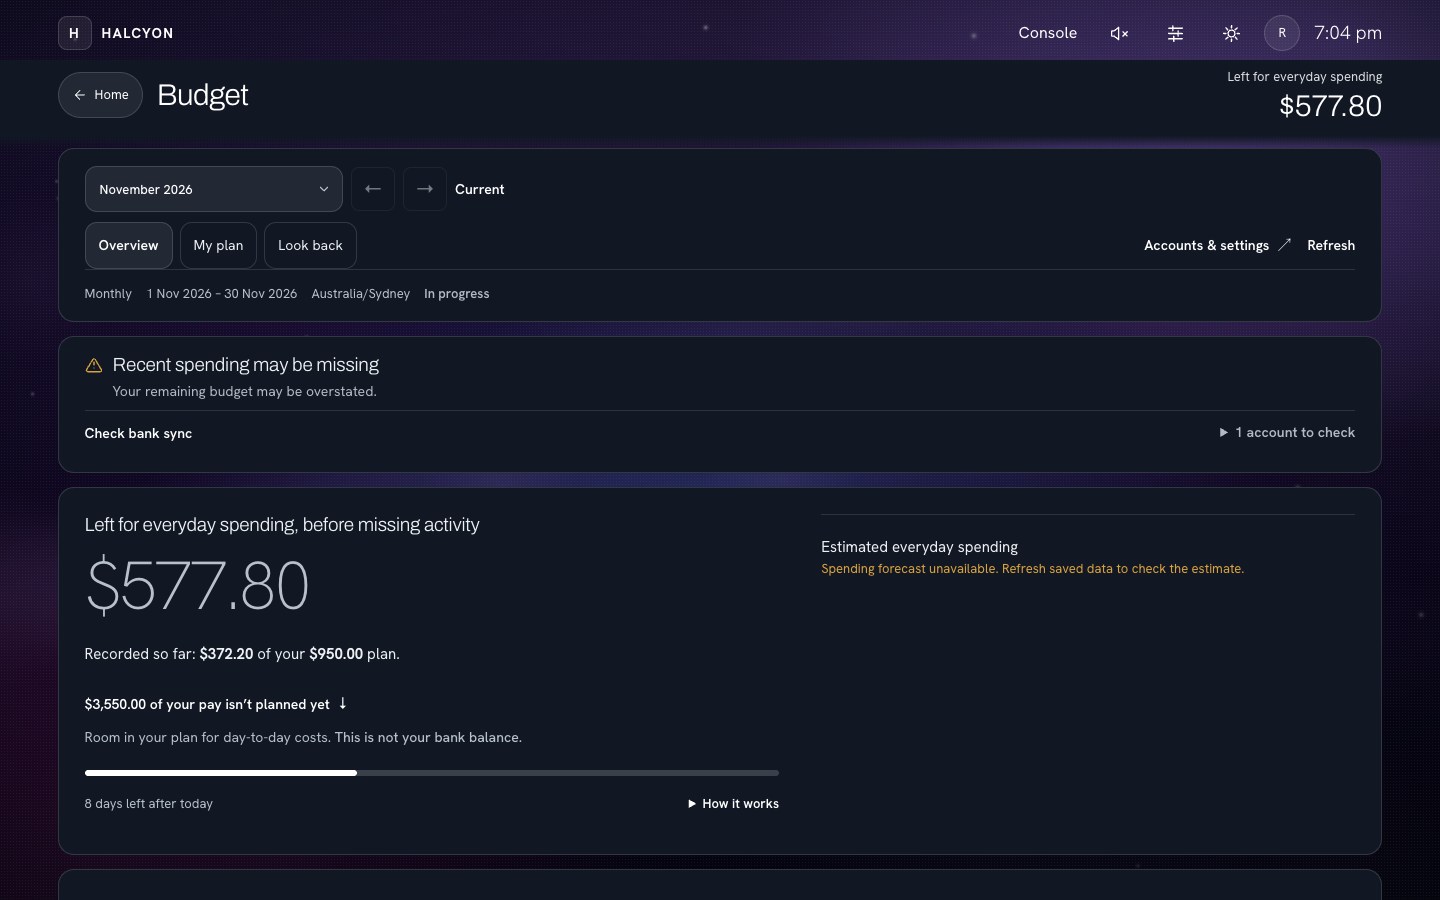 H HALCYON
Console
R
7:04 pm
← Home
Budget
Left for everyday spending
$577.80
November 2026
← → Current
Overview
My plan
Look back
Accounts & settings ↗
Refresh
Monthly 1 Nov 2026 – 30 Nov 2026 Australia/Sydney In progress
Recent spending may be missing
Your remaining budget may be overstated.
Check bank sync
▶ 1 account to check
Left for everyday spending, before missing activity
$577.80
Recorded so far: $372.20 of your $950.00 plan.
$3,550.00 of your pay isn’t planned yet ↓
Room in your plan for day-to-day costs. This is not your bank balance.
8 days left after today
▶ How it works
Estimated everyday spending
Spending forecast unavailable. Refresh saved data to check the estimate.